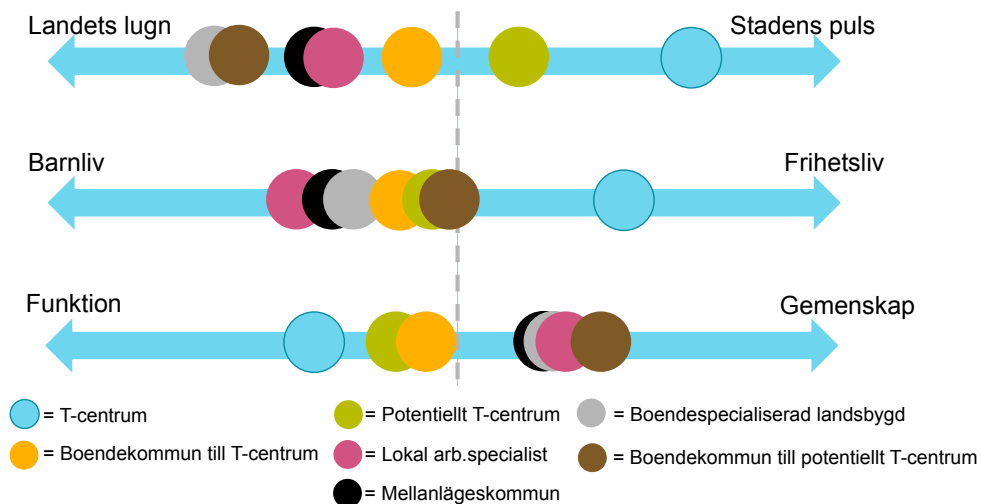 Landets lugn
Stadens puls
Barnliv
Frihetsliv
Funktion
Gemenskap
= T-centrum
= Potentiellt T-centrum
= Boendespecialiserad landsbygd
= Boendekommun till T-centrum
= Lokal arb.specialist
= Boendekommun till potentiellt T-centrum
= Mellanlägeskommun